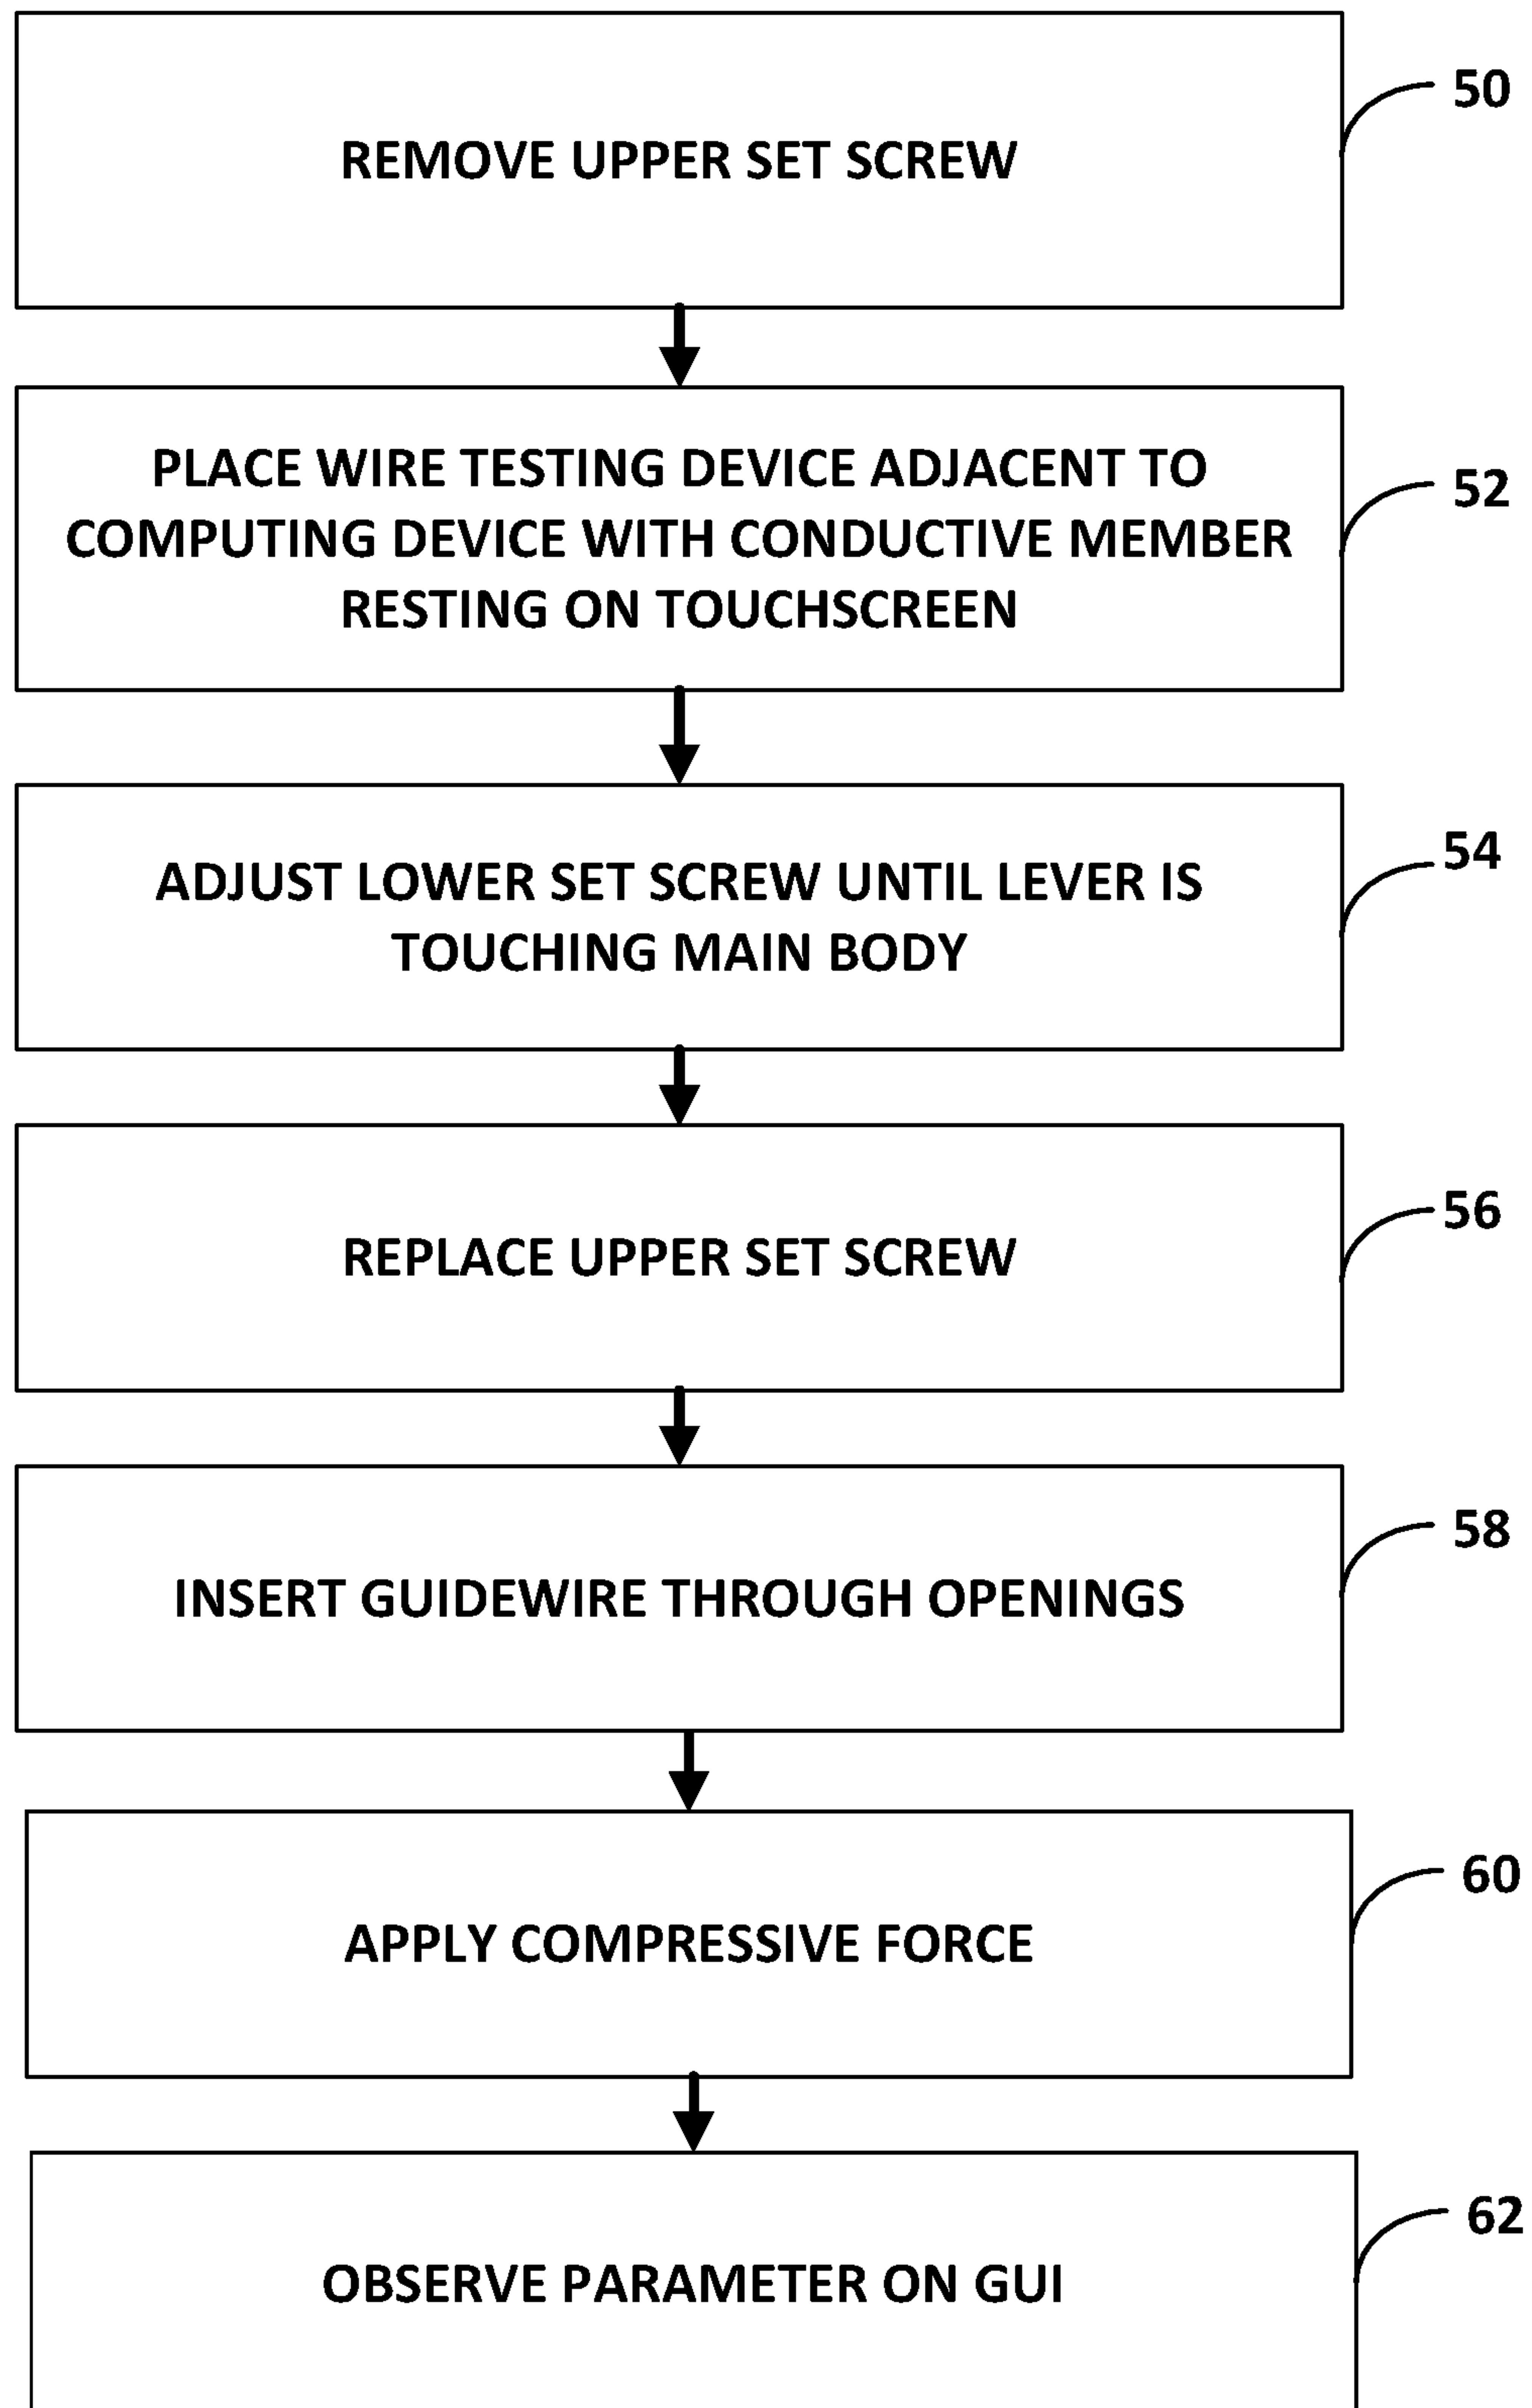 REMOVE UPPER SET SCREW
50
PLACE WIRE TESTING DEVICE ADJACENT TO
COMPUTING DEVICE WITH CONDUCTIVE MEMBER
RESTING ON TOUCHSCREEN
52
ADJUST LOWER SET SCREW UNTIL LEVER IS
TOUCHING MAIN BODY
54
REPLACE UPPER SET SCREW
56
INSERT GUIDEWIRE THROUGH OPENINGS
58
APPLY COMPRESSIVE FORCE
60
OBSERVE PARAMETER ON GUI
62